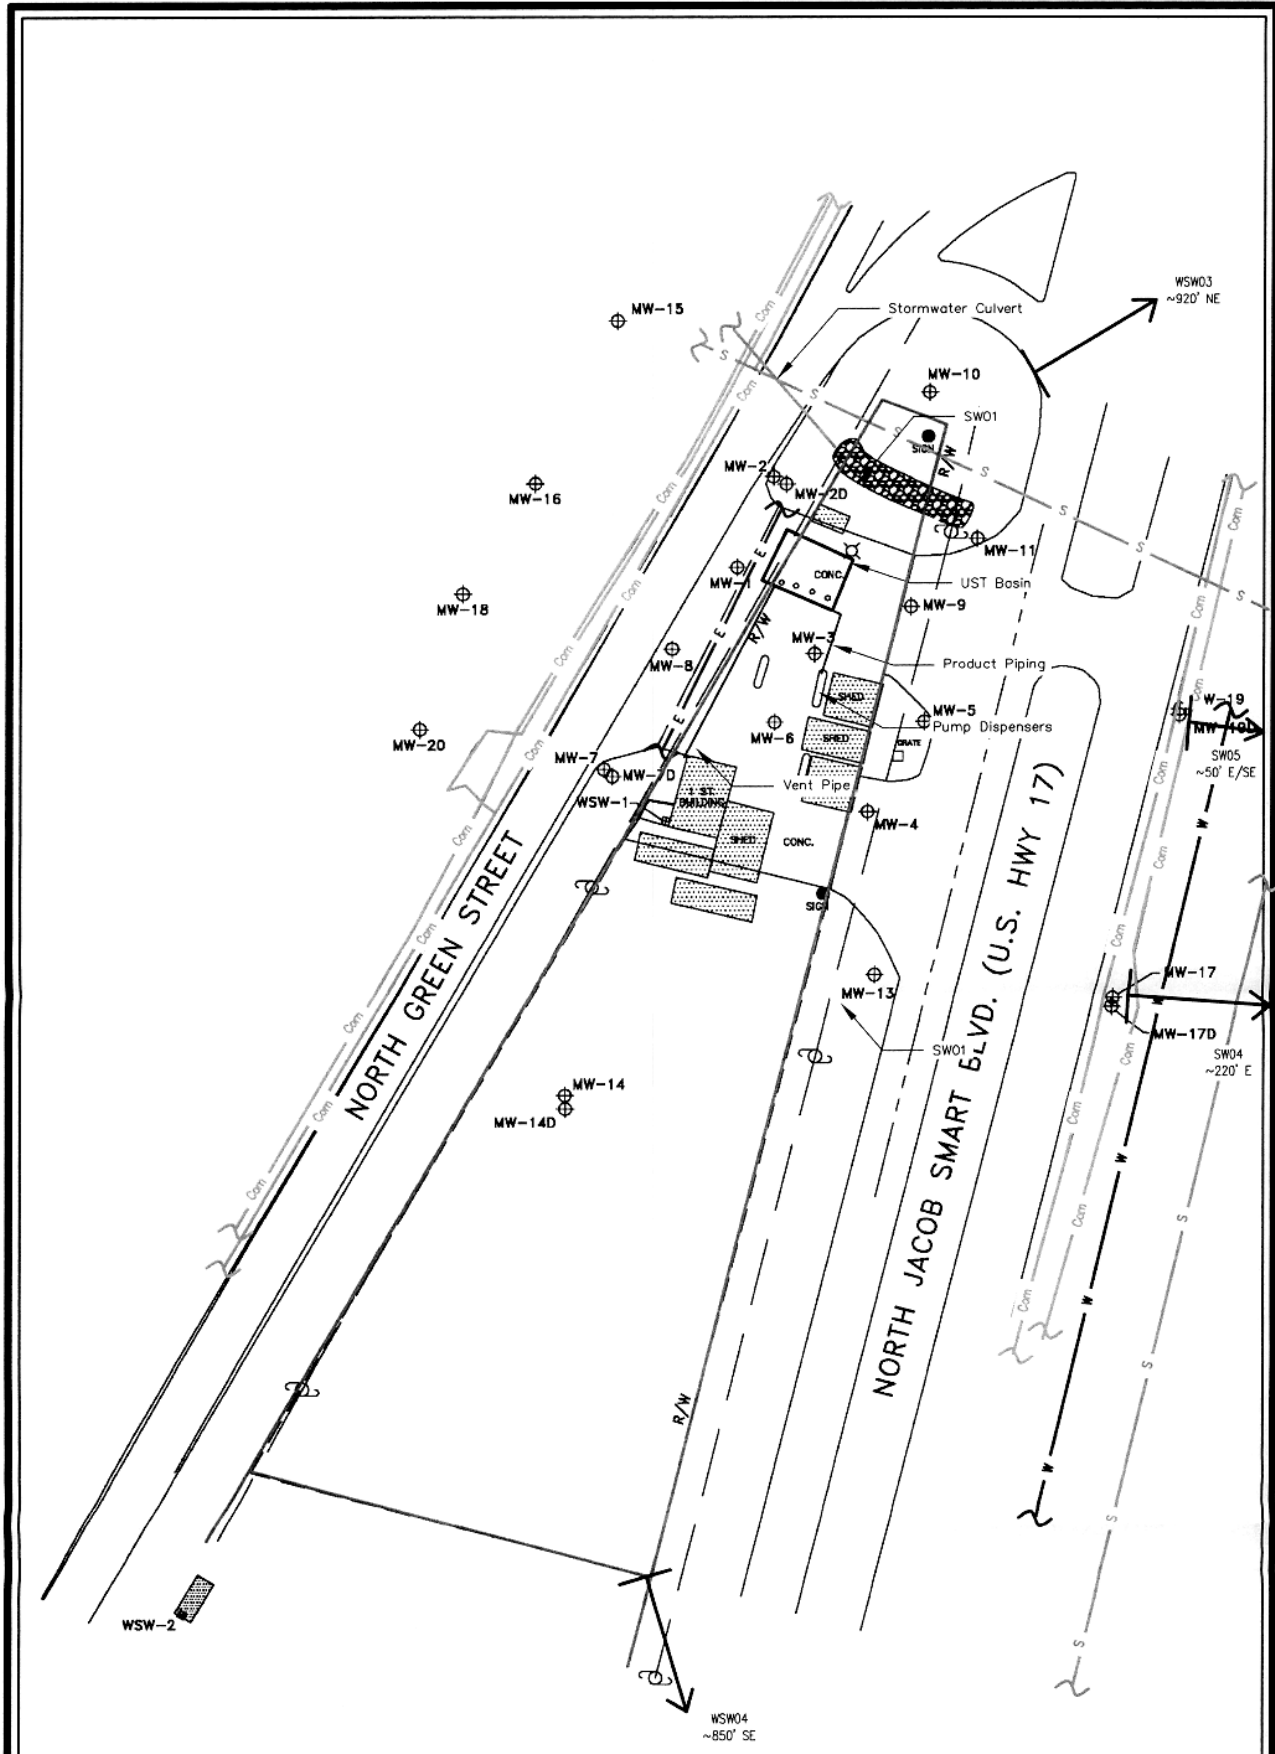 WSW03
~920' NE
MW-15
Stormwater Culvert
Com
S
MW-10
SW01
S
SIGN
R/W
MW-2
MW-2D
MW-16
S
MW-11
E
CONC.
UST Basin
MW-1
MW-9
MW-18
R/W
MW-3
MW-8
Product Piping
SHED
MW-5
Pump Dispensers
MW-6
SHED
GRATE
MW-20
MW-7
MW-7D
Vent Pipe
WSW-1
1 ST.
BUILDING
MW-4
SHED
CONC.
SIGN
W-19
MW-19D
SW05
~50' E/SE
W
MW-13
MW-17
MW-17D
SW01
SW04
~220' E
NORTH GREEN STREET
NORTH JACOB SMART BLVD. (U.S. HWY 17)
MW-14
MW-14D
Com
Com
W
S
R/W
W
S
WSW-2
S
WSW04
~850' SE